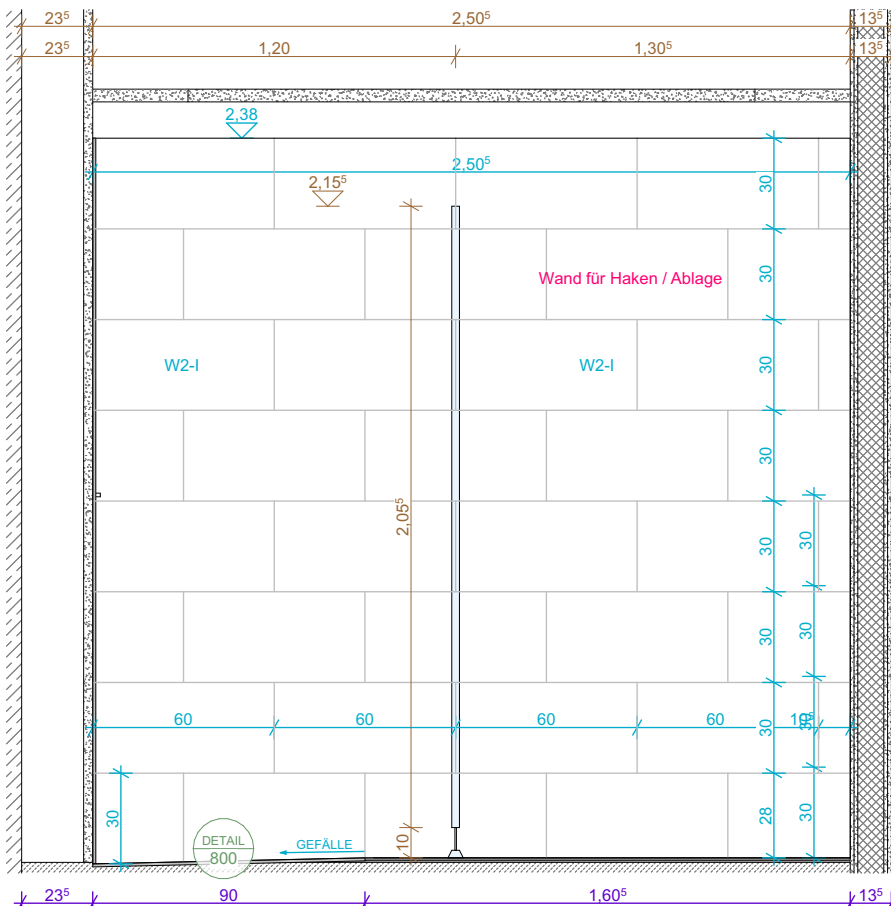 23⁵ 2,50⁵ 13⁵
23⁵ 1,20 1,30⁵ 13⁵
2,38
2,50⁵
30
2,15⁵
30
Wand für Haken / Ablage
W2-I W2-I
30
30
2,05⁵
30 30
30 30
60 60 60 60 10⁵
30 30
30
10
28 30
DETAIL
800
GEFÄLLE
23⁵ 90 1,60⁵ 13⁵